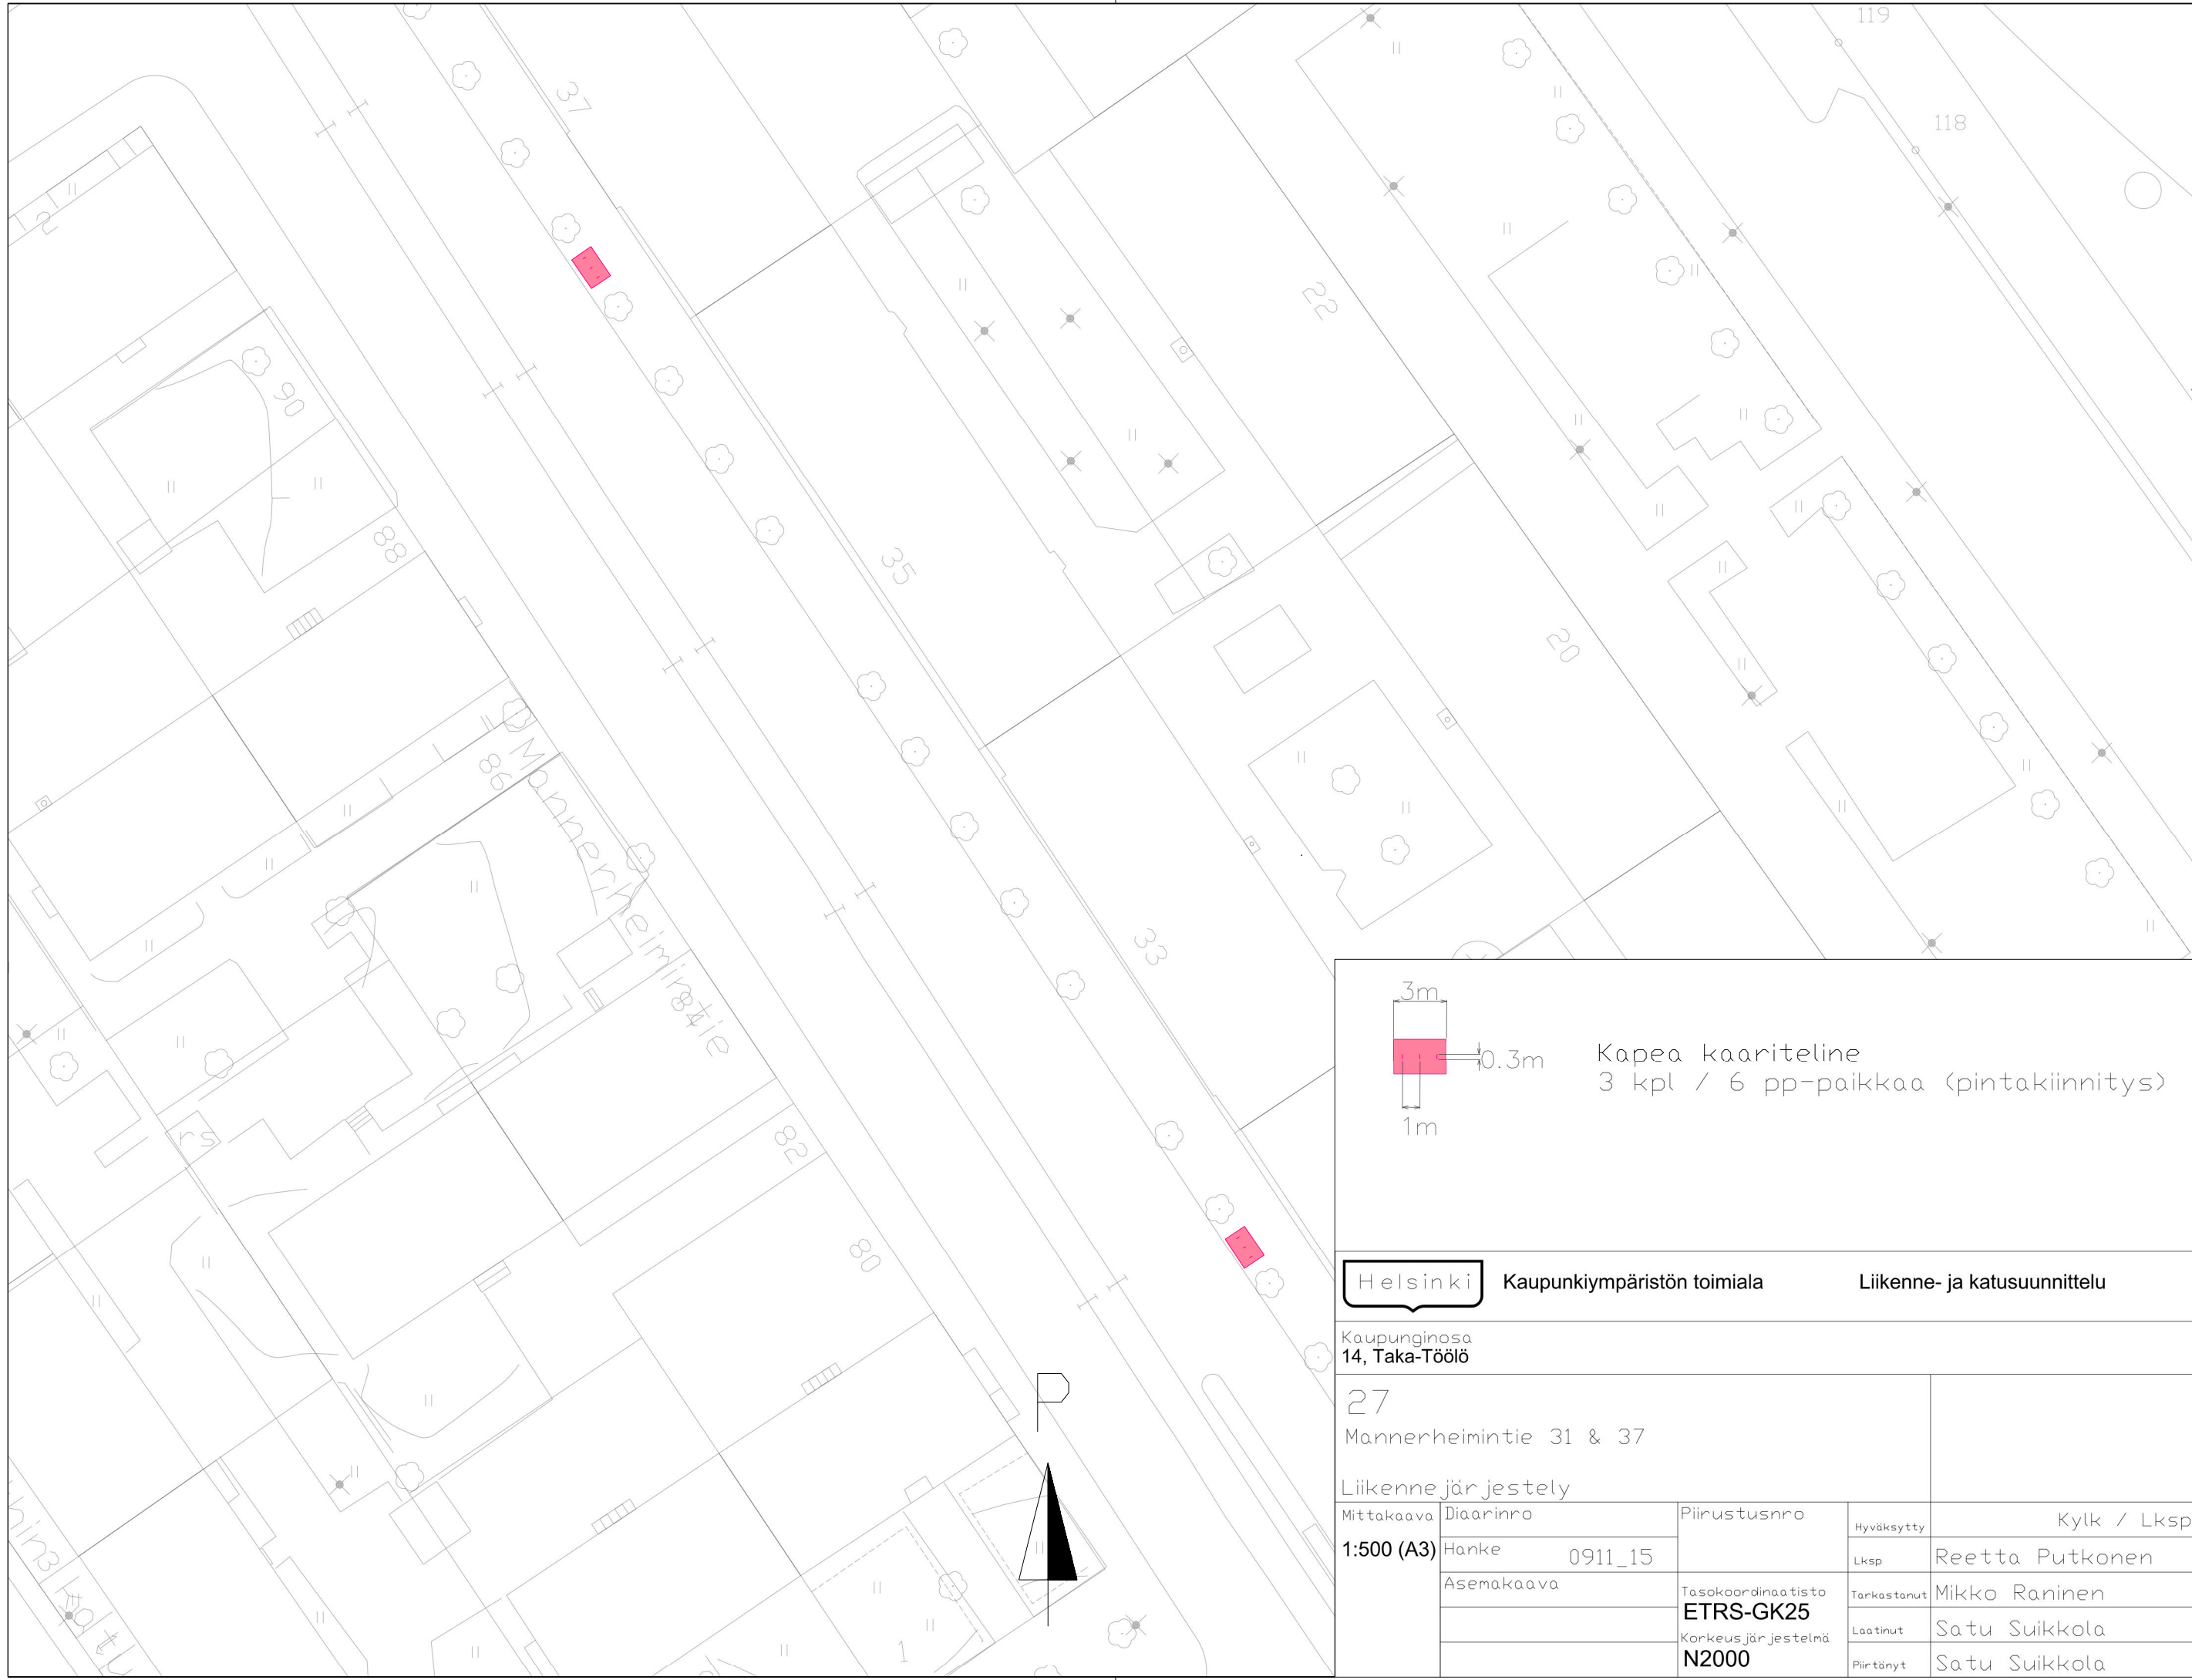 119
118
37
2
22
90
35
88
20
86
Mannerheimintie
33
84
rs
82
80
P
1
3m
0.3m
1m
Kapea kaariteline
3 kpl / 6 pp-paikkaa (pintakiinnitys)
Helsinki
Kaupunkiympäristön toimiala
Liikenne- ja katusuunnittelu
Kaupunginosa
14, Taka-Töölö
27
Mannerheimintie 31 & 37
Liikennejärjestely
Mittakaava
1:500 (A3)
Diaarinro
Hanke 0911_15
Asemakaava
Piirustusnro
Tasokoordinaatisto
ETRS-GK25
Korkeusjärjestelmä
N2000
Hyväksytty Kylk / Lksp
Lksp Reetta Putkonen
Tarkastanut Mikko Raninen
Laatinut Satu Suikkola
Piirtänyt Satu Suikkola